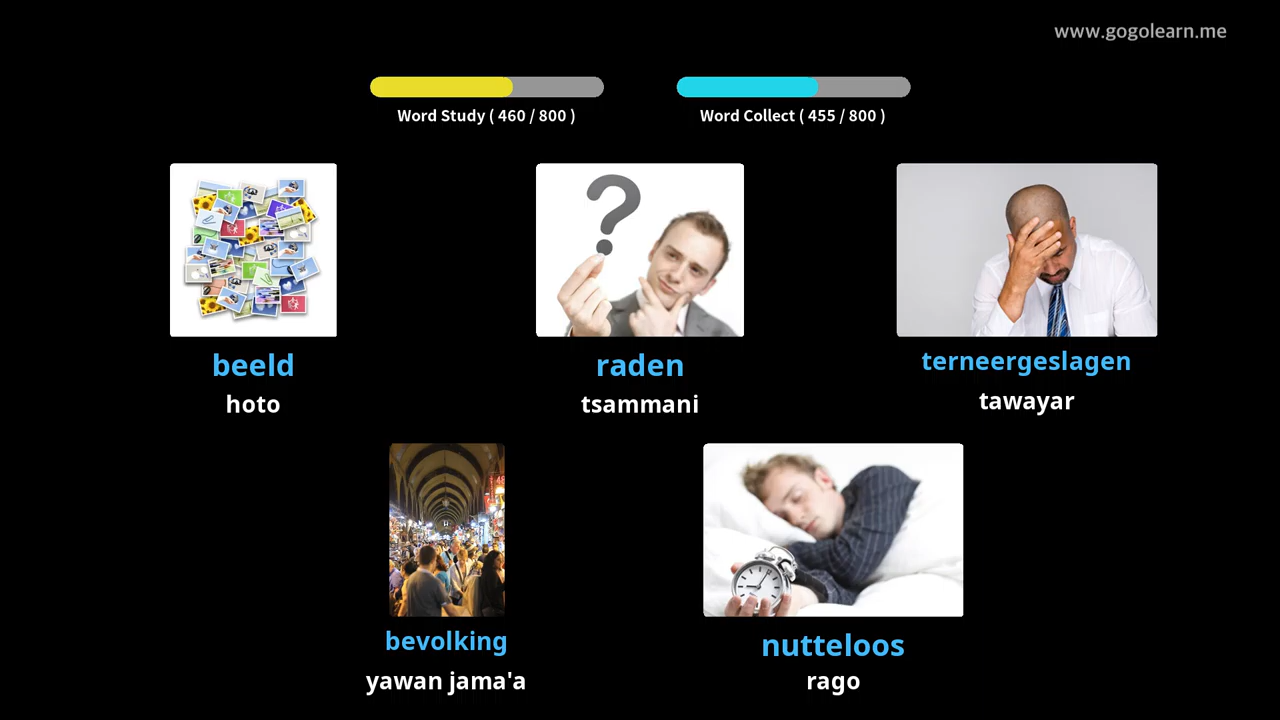 www.gogolearn.me
Word Study ( 460 / 800 )
Word Collect ( 455 / 800 )
beeld
hoto
raden
tsammani
terneergeslagen
tawayar
bevolking
yawan jama'a
nutteloos
rago